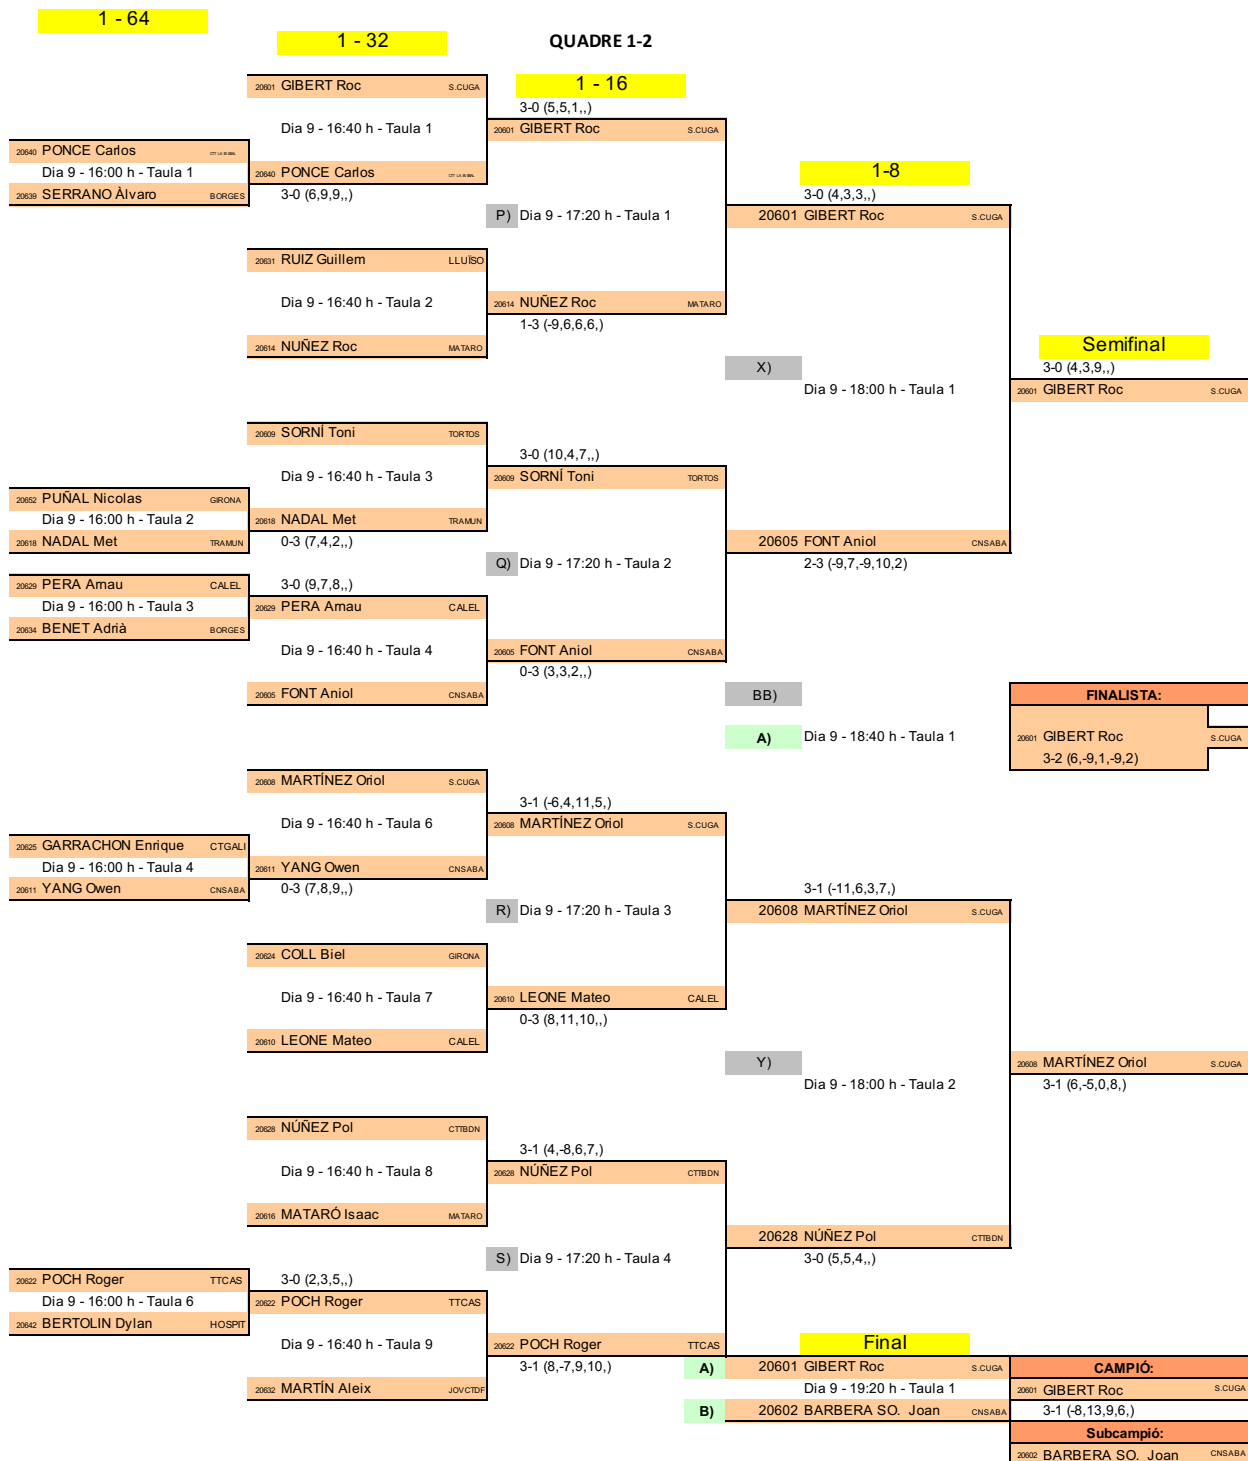 1 - 64
1 - 32
QUADRE 1-2
20601 GIBERT Roc S.CUGA
1 - 16
3-0 (5,5,1,,)
Dia 9 - 16:40 h - Taula 1
20601 GIBERT Roc S.CUGA
20640 PONCE Carlos CTT LA BISBAL
Dia 9 - 16:00 h - Taula 1
20640 PONCE Carlos CTT LA BISBAL
1-8
20639 SERRANO Àlvaro BORGES
3-0 (6,9,9,,)
3-0 (4,3,3,,)
P) Dia 9 - 17:20 h - Taula 1
20601 GIBERT Roc S.CUGA
20631 RUIZ Guillem LLUÏSO
Dia 9 - 16:40 h - Taula 2
20614 NUÑEZ Roc MATARO
1-3 (-9,6,6,6,)
20614 NUÑEZ Roc MATARO
Semifinal
X)
3-0 (4,3,9,,)
Dia 9 - 18:00 h - Taula 1
20601 GIBERT Roc S.CUGA
20609 SORNÍ Toni TORTOS
3-0 (10,4,7,,)
Dia 9 - 16:40 h - Taula 3
20609 SORNÍ Toni TORTOS
20652 PUÑAL Nicolas GIRONA
Dia 9 - 16:00 h - Taula 2
20618 NADAL Met TRAMUN
20618 NADAL Met TRAMUN
0-3 (7,4,2,,)
20605 FONT Aniol CNSABA
Q) Dia 9 - 17:20 h - Taula 2
2-3 (-9,7,-9,10,2)
20629 PERA Arnau CALEL
3-0 (9,7,8,,)
Dia 9 - 16:00 h - Taula 3
20629 PERA Arnau CALEL
20634 BENET Adrià BORGES
Dia 9 - 16:40 h - Taula 4
20605 FONT Aniol CNSABA
0-3 (3,3,2,,)
20605 FONT Aniol CNSABA
BB)
FINALISTA:
A) Dia 9 - 18:40 h - Taula 1
20601 GIBERT Roc S.CUGA
3-2 (6,-9,1,-9,2)
20608 MARTÍNEZ Oriol S.CUGA
3-1 (-6,4,11,5,)
Dia 9 - 16:40 h - Taula 6
20608 MARTÍNEZ Oriol S.CUGA
20625 GARRACHON Enrique CTGALI
Dia 9 - 16:00 h - Taula 4
20611 YANG Owen CNSABA
20611 YANG Owen CNSABA
0-3 (7,8,9,,)
3-1 (-11,6,3,7,)
R) Dia 9 - 17:20 h - Taula 3
20608 MARTÍNEZ Oriol S.CUGA
20624 COLL Biel GIRONA
Dia 9 - 16:40 h - Taula 7
20610 LEONE Mateo CALEL
0-3 (8,11,10,,)
20610 LEONE Mateo CALEL
Y)
20608 MARTÍNEZ Oriol S.CUGA
Dia 9 - 18:00 h - Taula 2
3-1 (6,-5,0,8,)
20628 NÚÑEZ Pol CTTBDN
3-1 (4,-8,6,7,)
Dia 9 - 16:40 h - Taula 8
20628 NÚÑEZ Pol CTTBDN
20616 MATARÓ Isaac MATARO
20628 NÚÑEZ Pol CTTBDN
S) Dia 9 - 17:20 h - Taula 4
3-0 (5,5,4,,)
20622 POCH Roger TTCAS
3-0 (2,3,5,,)
Dia 9 - 16:00 h - Taula 6
20622 POCH Roger TTCAS
20642 BERTOLIN Dylan HOSPIT
Dia 9 - 16:40 h - Taula 9
20622 POCH Roger TTCAS
Final
3-1 (8,-7,9,10,)
A) 20601 GIBERT Roc S.CUGA
CAMPIÓ:
20632 MARTÍN Aleix JOVCTDF
Dia 9 - 19:20 h - Taula 1
20601 GIBERT Roc S.CUGA
B) 20602 BARBERA SO. Joan CNSABA
3-1 (-8,13,9,6,)
Subcampió:
20602 BARBERA SO. Joan CNSABA